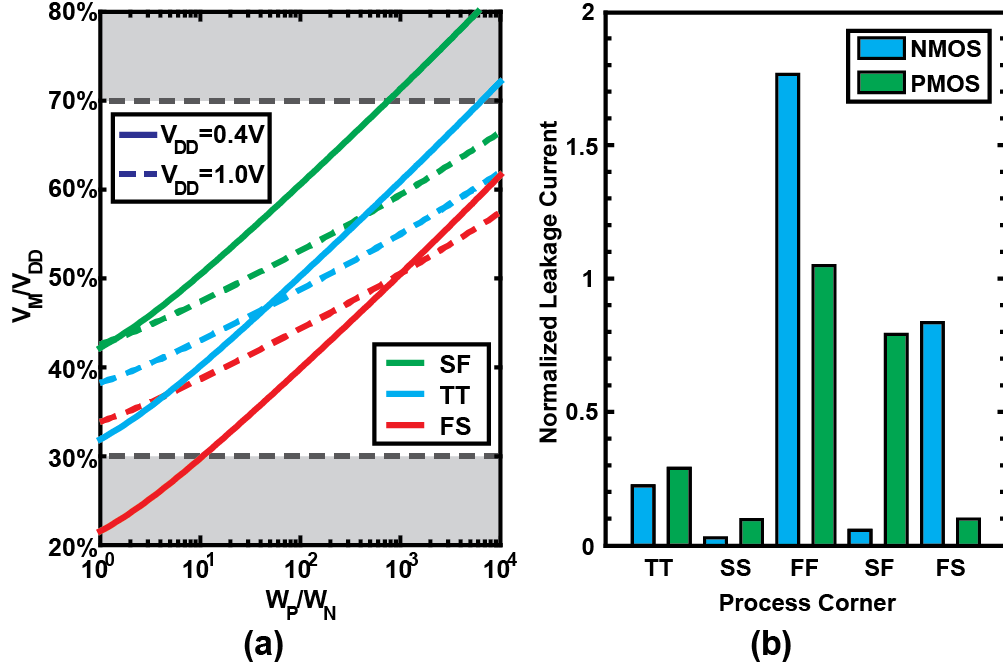 80%
70%
60%
50%
40%
30%
20%
V_M/V_DD
V_DD=0.4V
V_DD=1.0V
SF
TT
FS
10^0
10^1
10^2
10^3
10^4
W_P/W_N
(a)
2
1.5
1
0.5
0
Normalized Leakage Current
NMOS
PMOS
TT SS FF SF FS
Process Corner
(b)